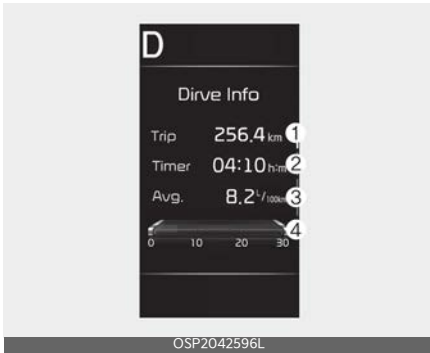 D
Dirve Info
Trip 256.4 km 1
Timer 04:10 h:m 2
Avg. 8.2 L/100km 3
4
0 10 20 30
OSP2042596L